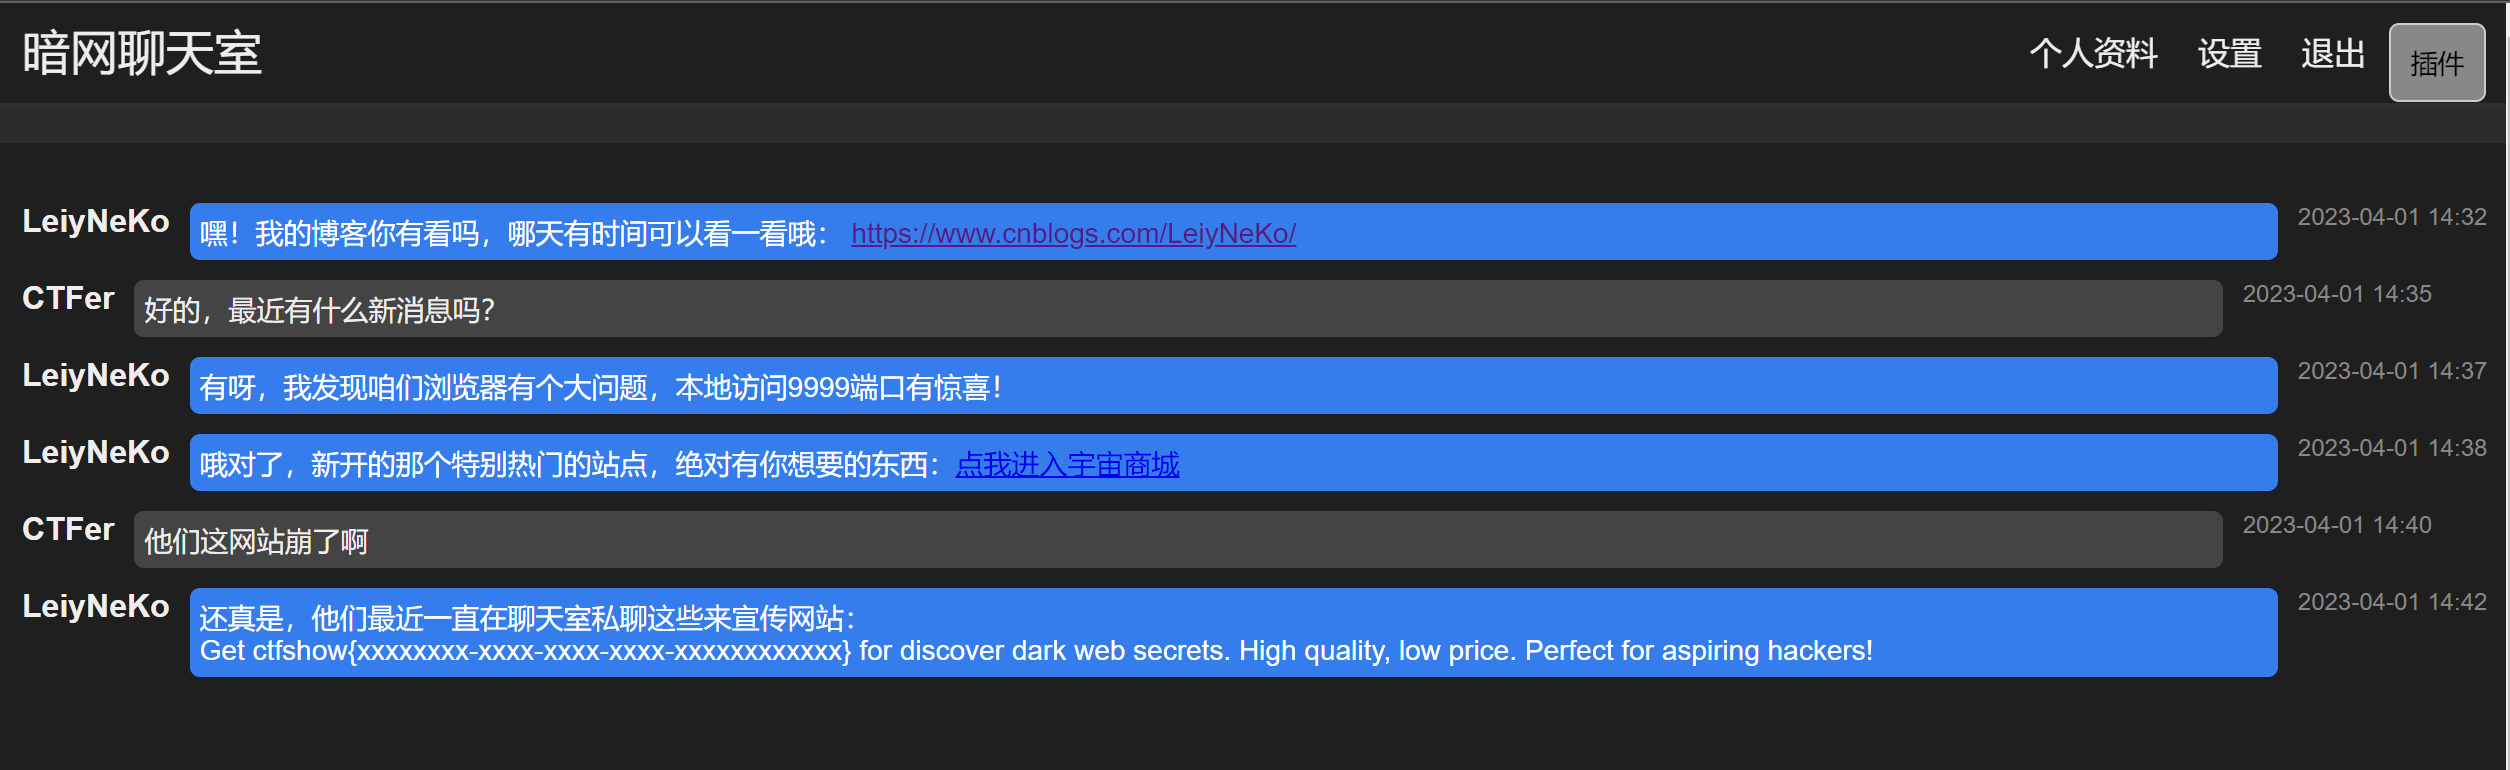 暗网聊天室
个人资料 设置 退出 插件
LeiyNeKo 嘿！我的博客你有看吗，哪天有时间可以看一看哦： https://www.cnblogs.com/LeiyNeKo/ 2023-04-01 14:32
CTFer 好的，最近有什么新消息吗？ 2023-04-01 14:35
LeiyNeKo 有呀，我发现咱们浏览器有个大问题，本地访问9999端口有惊喜！ 2023-04-01 14:37
LeiyNeKo 哦对了，新开的那个特别热门的站点，绝对有你想要的东西：点我进入宇宙商城 2023-04-01 14:38
CTFer 他们这网站崩了啊 2023-04-01 14:40
LeiyNeKo 还真是，他们最近一直在聊天室私聊这些来宣传网站： 2023-04-01 14:42
Get ctfshow{xxxxxxxx-xxxx-xxxx-xxxx-xxxxxxxxxxxx} for discover dark web secrets. High quality, low price. Perfect for aspiring hackers!